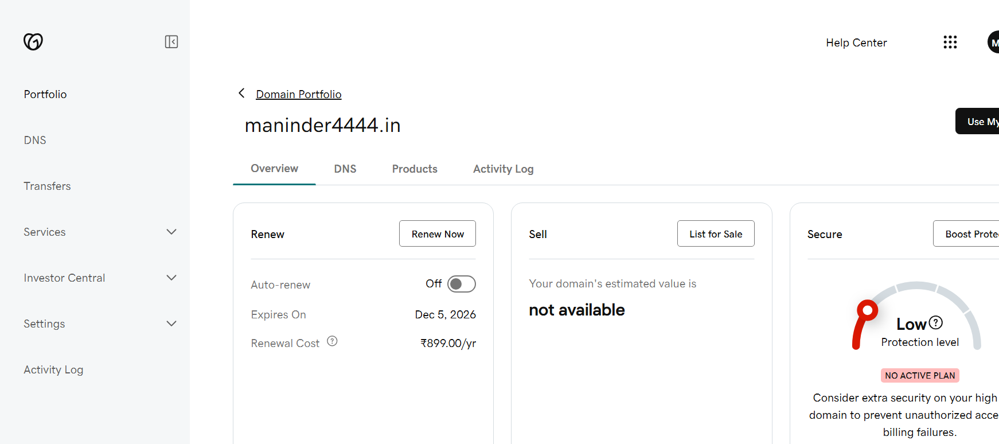 Help Center
M
Portfolio
DNS
Transfers
Services
Investor Central
Settings
Activity Log
Domain Portfolio
maninder4444.in
Use My
Overview DNS Products Activity Log
Renew
Renew Now
Auto-renew Off
Expires On Dec 5, 2026
Renewal Cost ? ₹899.00/yr
Sell
List for Sale
Your domain's estimated value is
not available
Secure
Boost Prote
Low ?
Protection level
NO ACTIVE PLAN
Consider extra security on your high
domain to prevent unauthorized acce
billing failures.